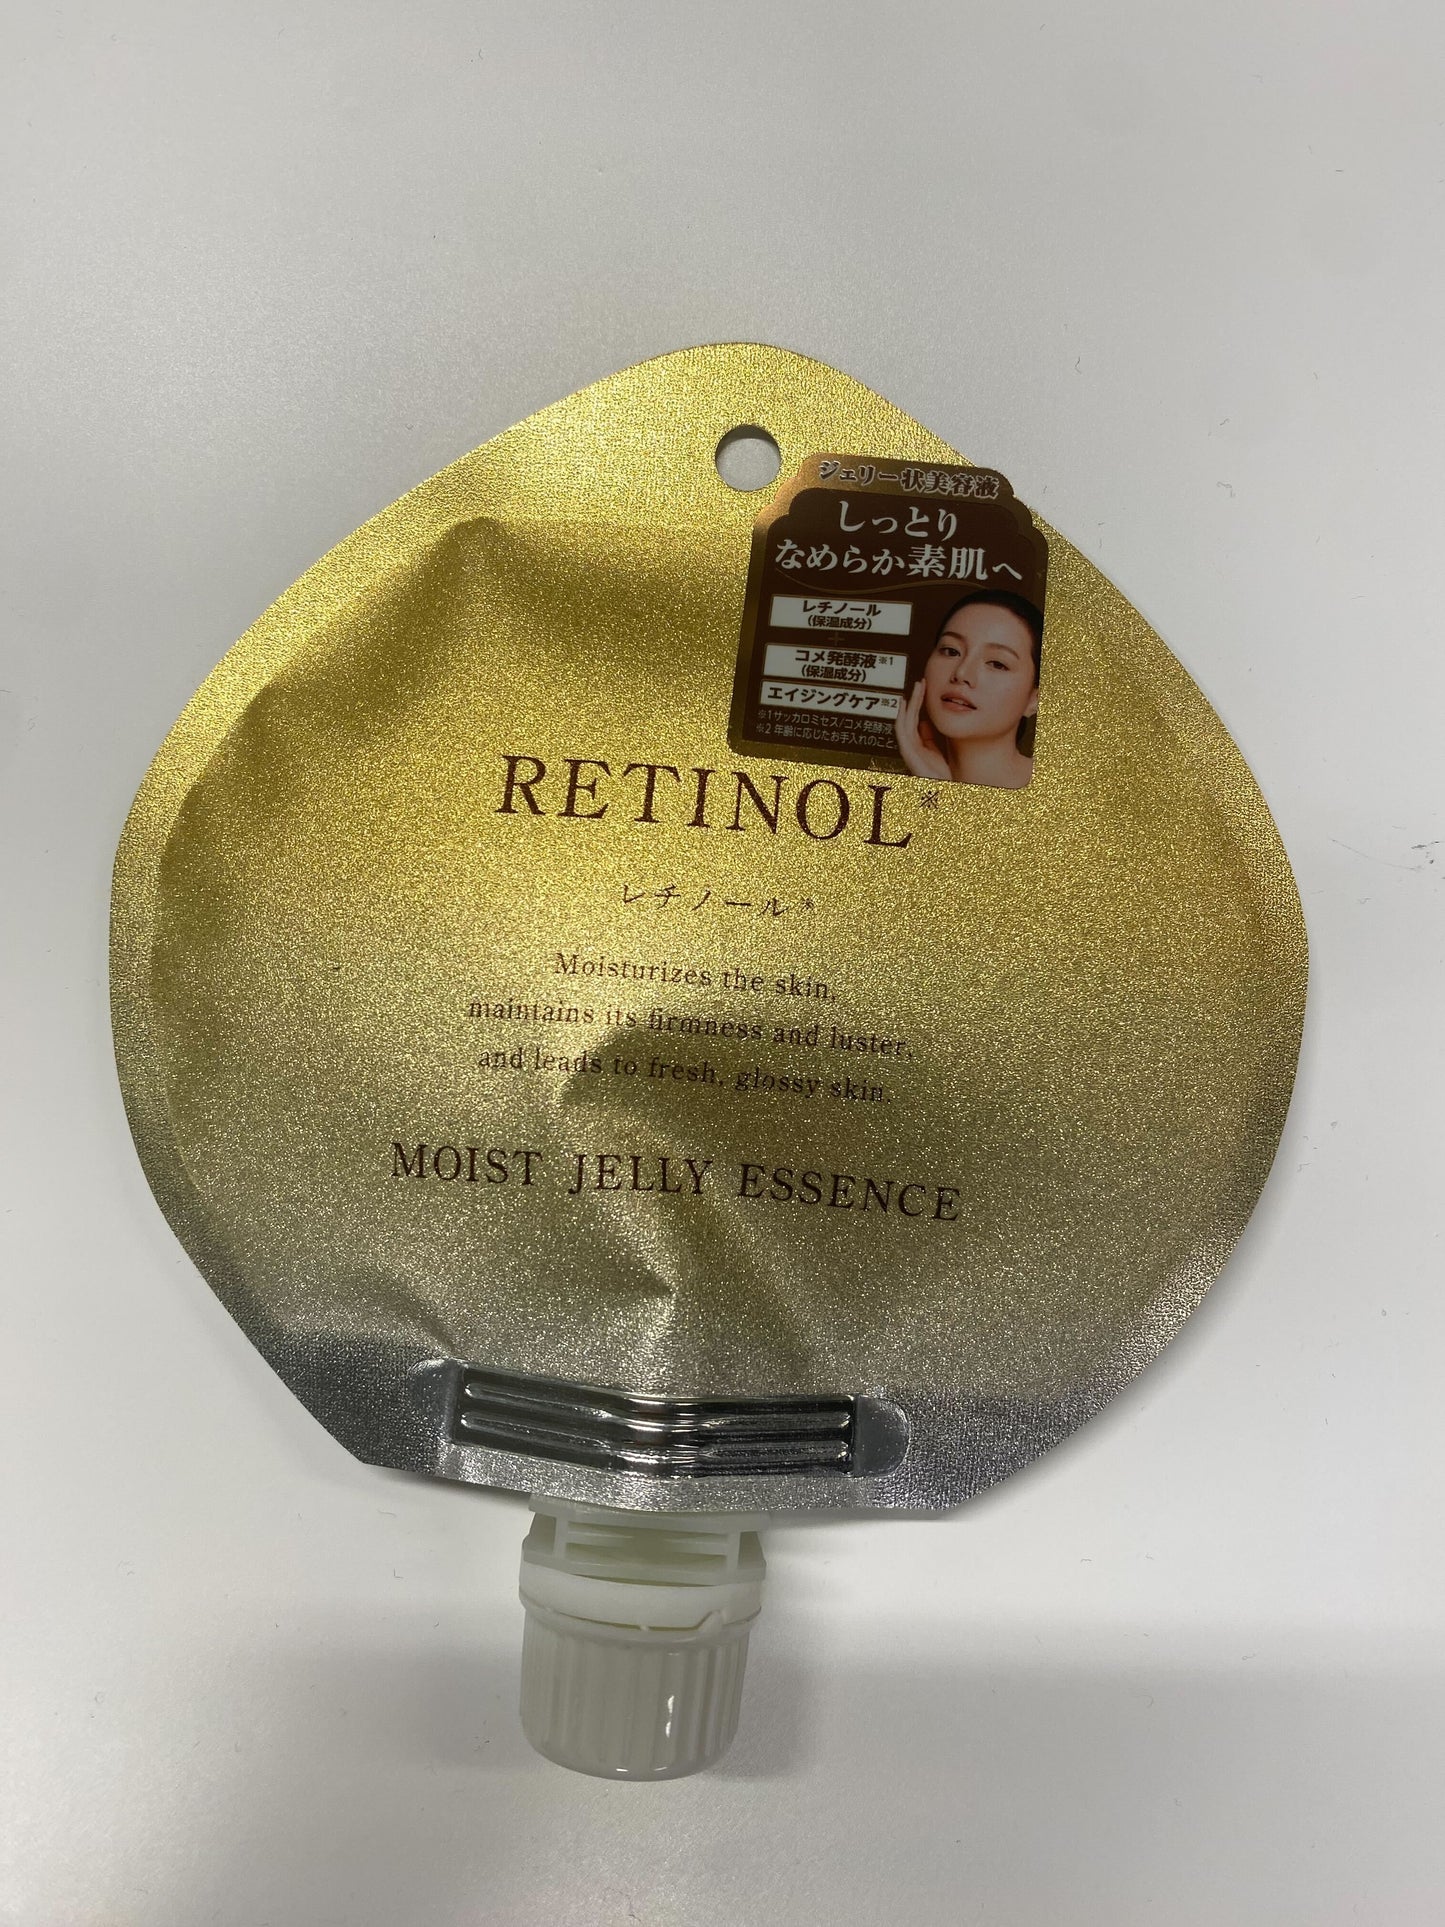 ジェリー状美容液
しっとり
なめらか素肌へ
レチノール
(保湿成分)
+
コメ発酵液※1
(保湿成分)
エイジングケア※2
※1サッカロミセス/コメ発酵液
※2 年齢に応じたお手入れのこと。
RETINOL※
レチノール※
Moisturizes the skin,
maintains its firmness and luster,
and leads to fresh, glossy skin.
MOIST JELLY ESSENCE